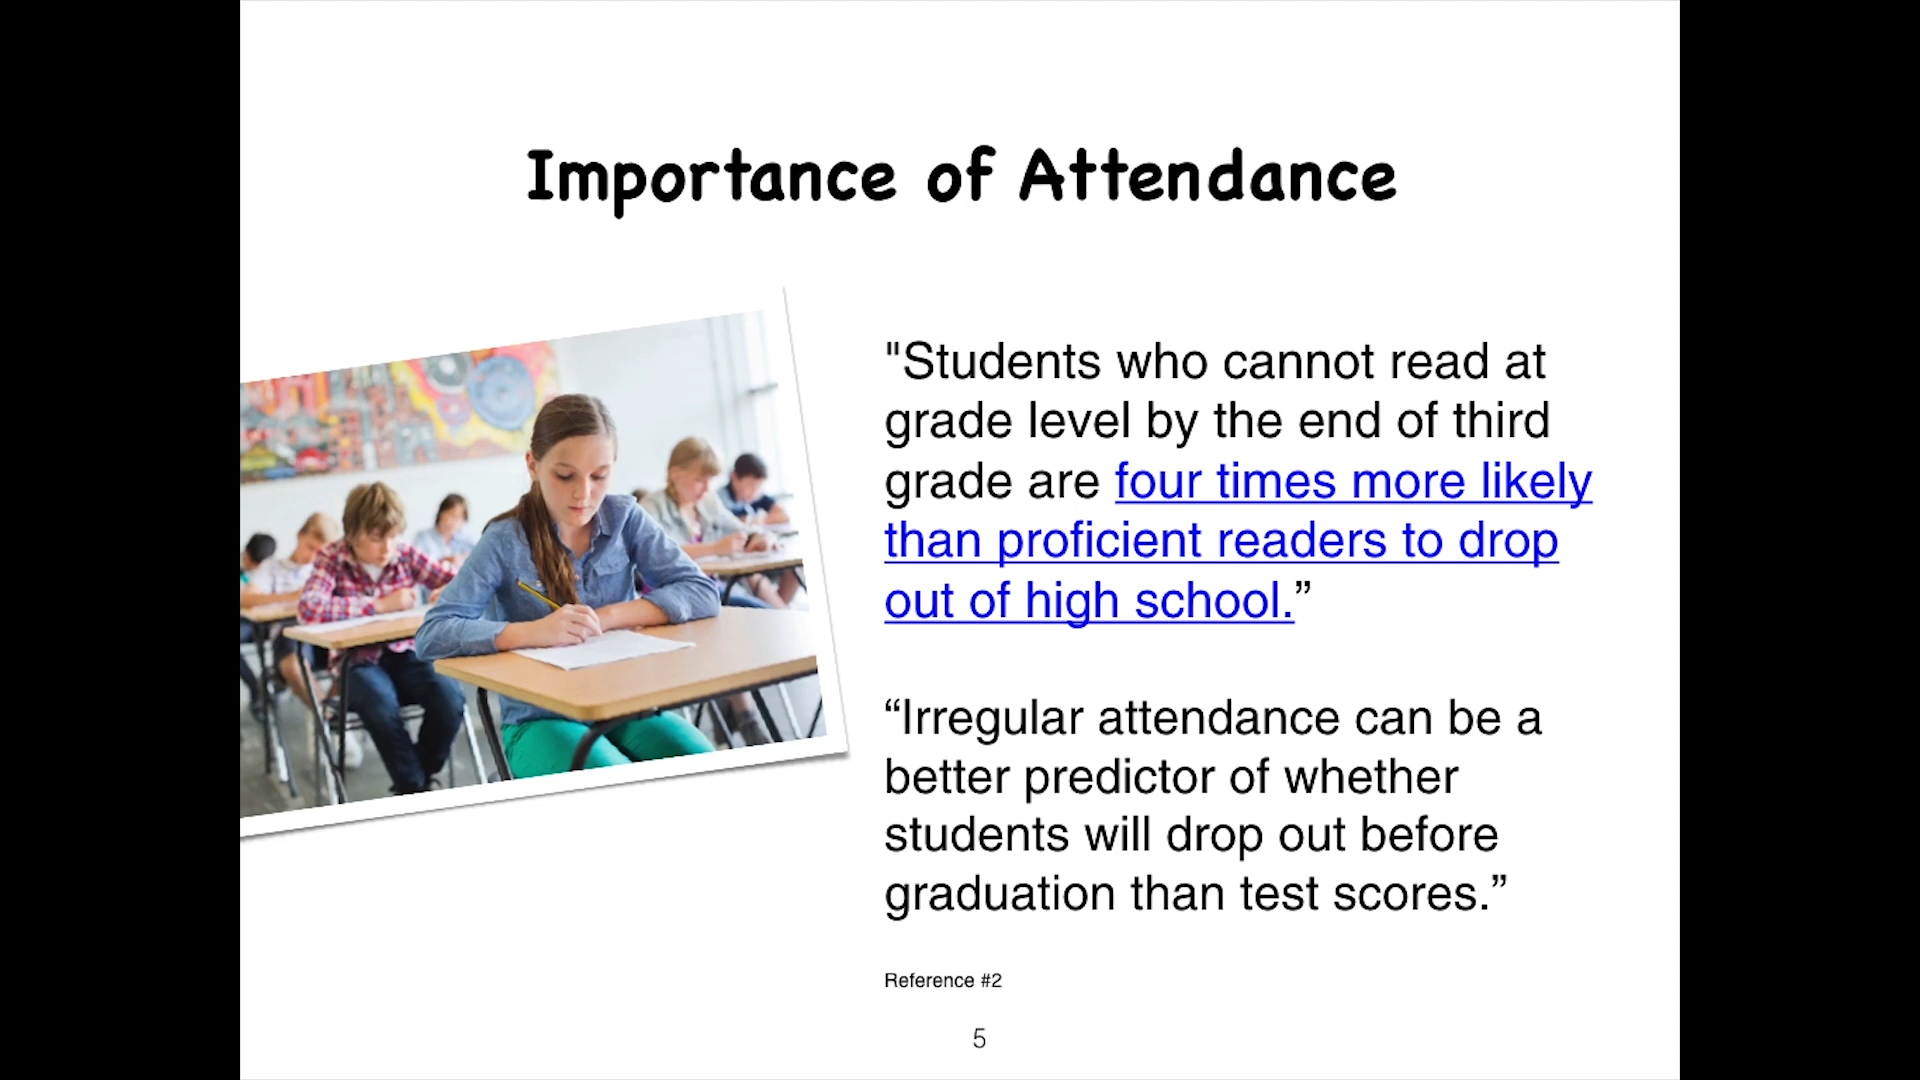 Importance of Attendance
"Students who cannot read at
grade level by the end of third
grade are four times more likely
than proficient readers to drop
out of high school.”
“Irregular attendance can be a
better predictor of whether
students will drop out before
graduation than test scores.”
Reference #2
5